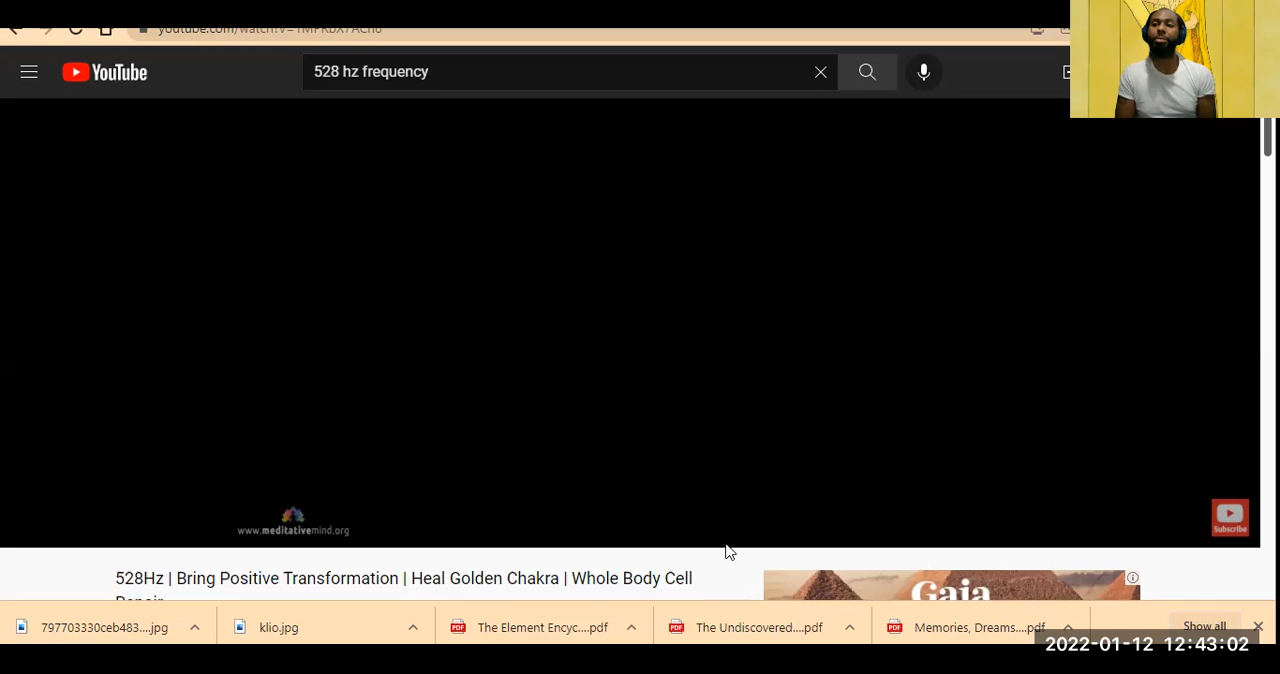 YouTube
528 hz frequency
www.meditativemind.org
Subscribe
528Hz | Bring Positive Transformation | Heal Golden Chakra | Whole Body Cell
Repair
Gaia
797703330ceb483....jpg
klio.jpg
The Element Encyc....pdf
The Undiscovered....pdf
Memories, Dreams....pdf
Show all
2022-01-12 12:43:02